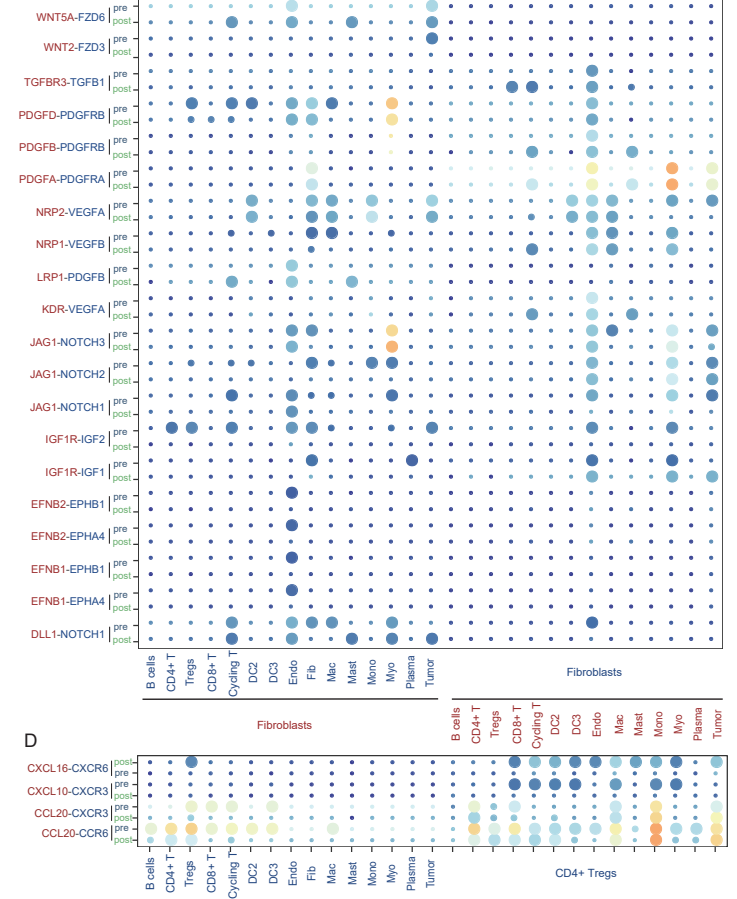 pre
WNT5A-FZD6
post
pre
WNT2-FZD3
post
pre
TGFBR3-TGFB1
post
pre
PDGFD-PDGFRB
post
pre
PDGFB-PDGFRB
post
pre
PDGFA-PDGFRA
post
pre
NRP2-VEGFA
post
pre
NRP1-VEGFB
post
pre
LRP1-PDGFB
post
pre
KDR-VEGFA
post
pre
JAG1-NOTCH3
post
pre
JAG1-NOTCH2
post
pre
JAG1-NOTCH1
post
pre
IGF1R-IGF2
post
pre
IGF1R-IGF1
post
pre
EFNB2-EPHB1
post
pre
EFNB2-EPHA4
post
pre
EFNB1-EPHB1
post
pre
EFNB1-EPHA4
post
pre
DLL1-NOTCH1
post
B cells CD4+ T Tregs CD8+ T Cycling T DC2 DC3 Endo Fib Mac Mast Mono Myo Plasma Tumor
Fibroblasts
Fibroblasts
B cells CD4+ T Tregs CD8+ T Cycling T DC2 DC3 Endo Mac Mast Mono Myo Plasma Tumor
D
post
CXCL16-CXCR6
pre
pre
CXCL10-CXCR3
post
pre
CCL20-CXCR3
post
pre
CCL20-CCR6
post
B cells CD4+ T Tregs CD8+ T Cycling T DC2 DC3 Endo Fib Mac Mast Mono Myo Plasma Tumor
CD4+ Tregs